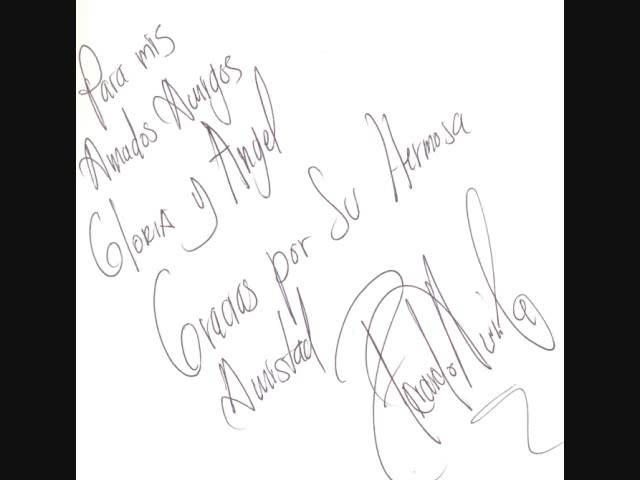 Para mis
Amados Amigos
Gloria y Angel
Gracias por Su Hermosa
Amistad